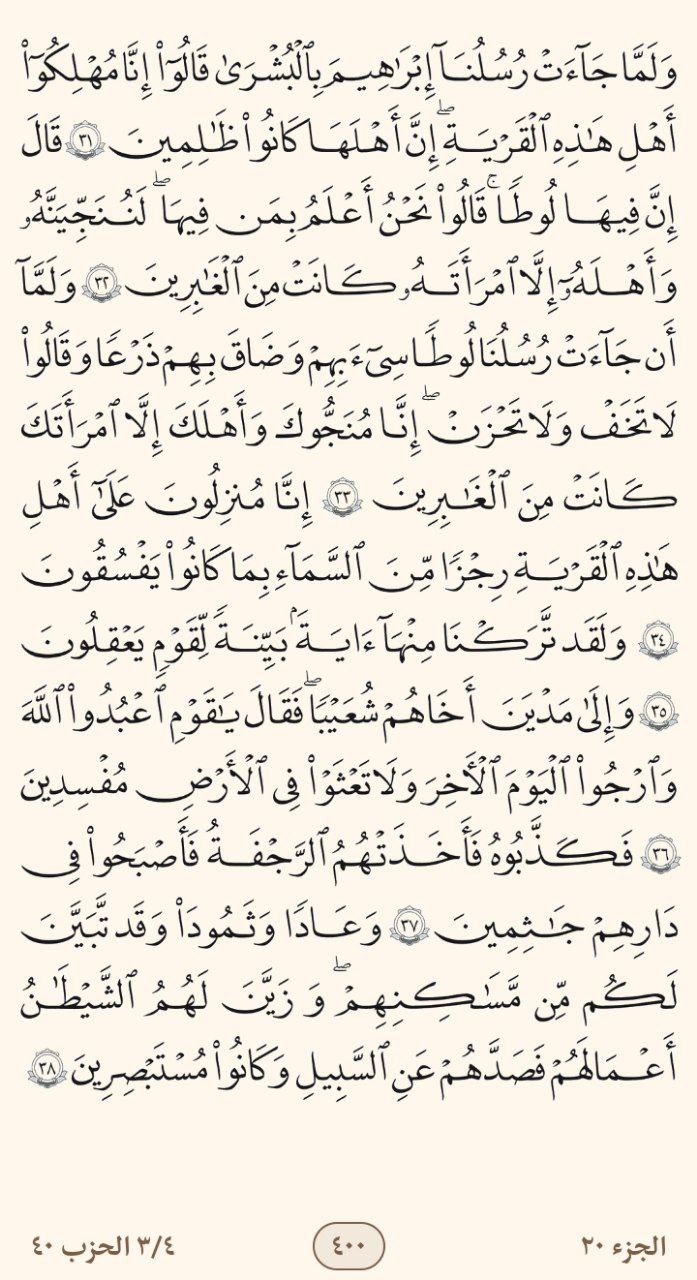 وَلَمَّا جَآءَتْ رُسُلُنَآ إِبْرَٰهِيمَ بِٱلْبُشْرَىٰ قَالُوٓا۟ إِنَّا مُهْلِكُوٓا۟
أَهْلِ هَٰذِهِ ٱلْقَرْيَةِ ۖ إِنَّ أَهْلَهَا كَانُوا۟ ظَٰلِمِينَ ٣١ قَالَ
إِنَّ فِيهَا لُوطًا ۚ قَالُوا۟ نَحْنُ أَعْلَمُ بِمَن فِيهَا ۖ لَنُنَجِّيَنَّهُۥ
وَأَهْلَهُۥٓ إِلَّا ٱمْرَأَتَهُۥ كَانَتْ مِنَ ٱلْغَٰبِرِينَ ٣٢ وَلَمَّآ
أَن جَآءَتْ رُسُلُنَا لُوطًا سِىٓءَ بِهِمْ وَضَاقَ بِهِمْ ذَرْعًا وَقَالُوا۟
لَا تَخَفْ وَلَا تَحْزَنْ ۖ إِنَّا مُنَجُّوكَ وَأَهْلَكَ إِلَّا ٱمْرَأَتَكَ
كَانَتْ مِنَ ٱلْغَٰبِرِينَ ٣٣ إِنَّا مُنزِلُونَ عَلَىٰٓ أَهْلِ
هَٰذِهِ ٱلْقَرْيَةِ رِجْزًا مِّنَ ٱلسَّمَآءِ بِمَا كَانُوا۟ يَفْسُقُونَ
٣٤ وَلَقَد تَّرَكْنَا مِنْهَآ ءَايَةًۢ بَيِّنَةً لِّقَوْمٍ يَعْقِلُونَ
٣٥ وَإِلَىٰ مَدْيَنَ أَخَاهُمْ شُعَيْبًا ۖ فَقَالَ يَٰقَوْمِ ٱعْبُدُوا۟ ٱللَّهَ
وَٱرْجُوا۟ ٱلْيَوْمَ ٱلْأَخِرَ وَلَا تَعْثَوْا۟ فِى ٱلْأَرْضِ مُفْسِدِينَ
٣٦ فَكَذَّبُوهُ فَأَخَذَتْهُمُ ٱلرَّجْفَةُ فَأَصْبَحُوا۟ فِى
دَارِهِمْ جَٰثِمِينَ ٣٧ وَعَادًا وَثَمُودَا۟ وَقَد تَّبَيَّنَ
لَكُم مِّن مَّسَٰكِنِهِمْ ۖ وَزَيَّنَ لَهُمُ ٱلشَّيْطَٰنُ
أَعْمَالَهُمْ فَصَدَّهُمْ عَنِ ٱلسَّبِيلِ وَكَانُوا۟ مُسْتَبْصِرِينَ ٣٨
الجزء ٢٠ ٤٠٠ ٣/٤ الحزب ٤٠